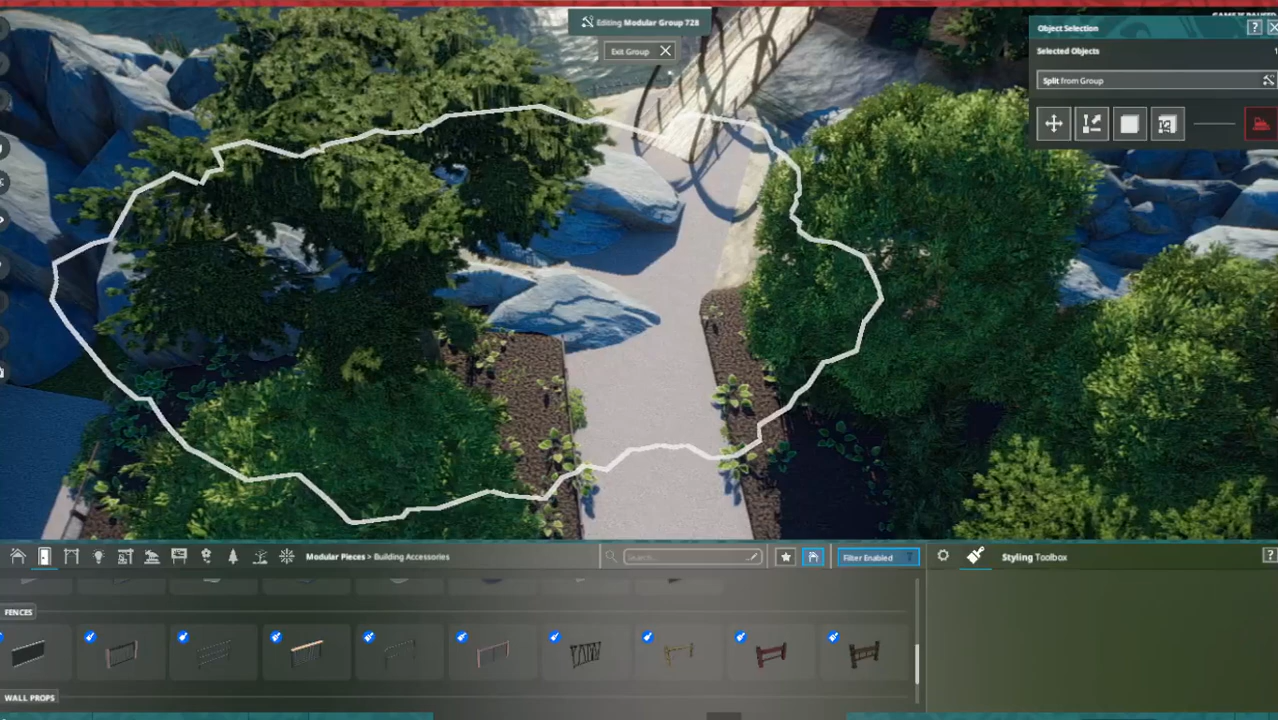 Editing Modular Group 728
Exit Group
Object Selection
?
Selected Objects
1
Split from Group
Modular Pieces > Building Accessories
Search...
Filter Enabled
Styling Toolbox
?
FENCES
WALL PROPS